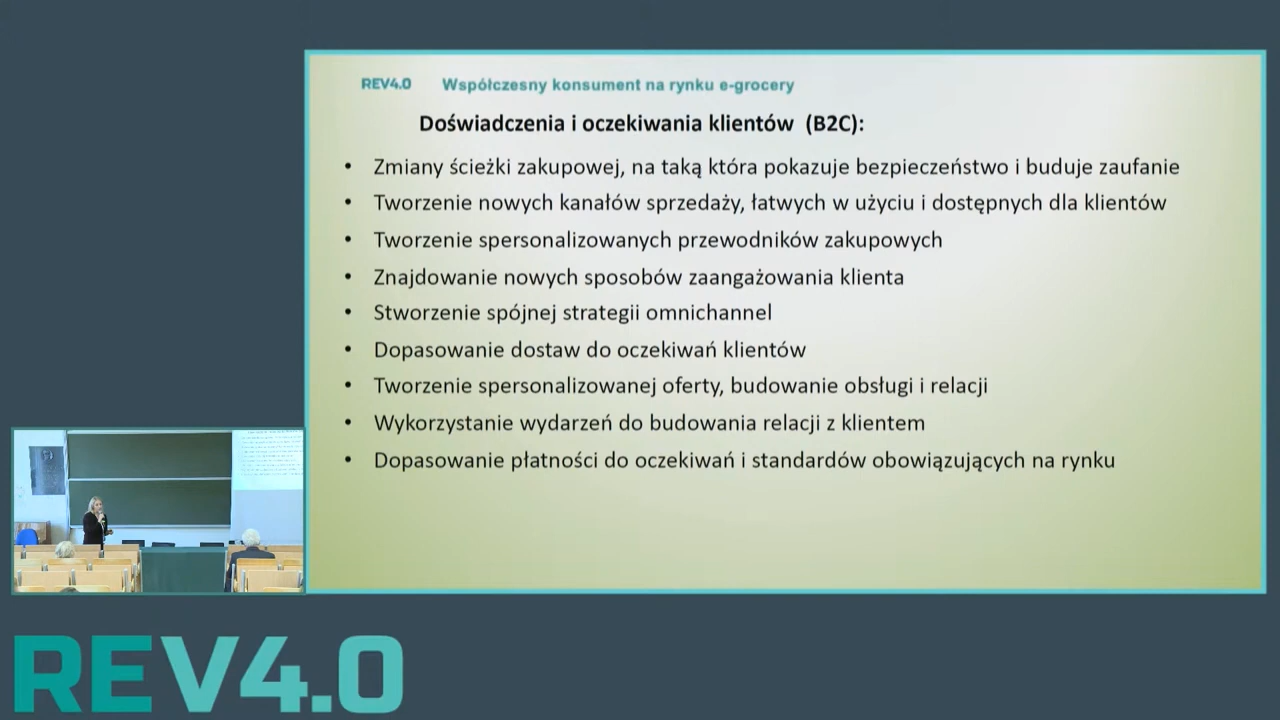 REV4.0 Współczesny konsument na rynku e-grocery
Doświadczenia i oczekiwania klientów (B2C):
• Zmiany ścieżki zakupowej, na taką która pokazuje bezpieczeństwo i buduje zaufanie
• Tworzenie nowych kanałów sprzedaży, łatwych w użyciu i dostępnych dla klientów
• Tworzenie spersonalizowanych przewodników zakupowych
• Znajdowanie nowych sposobów zaangażowania klienta
• Stworzenie spójnej strategii omnichannel
• Dopasowanie dostaw do oczekiwań klientów
• Tworzenie spersonalizowanej oferty, budowanie obsługi i relacji
• Wykorzystanie wydarzeń do budowania relacji z klientem
• Dopasowanie płatności do oczekiwań i standardów obowiązujących na rynku
REV4.0